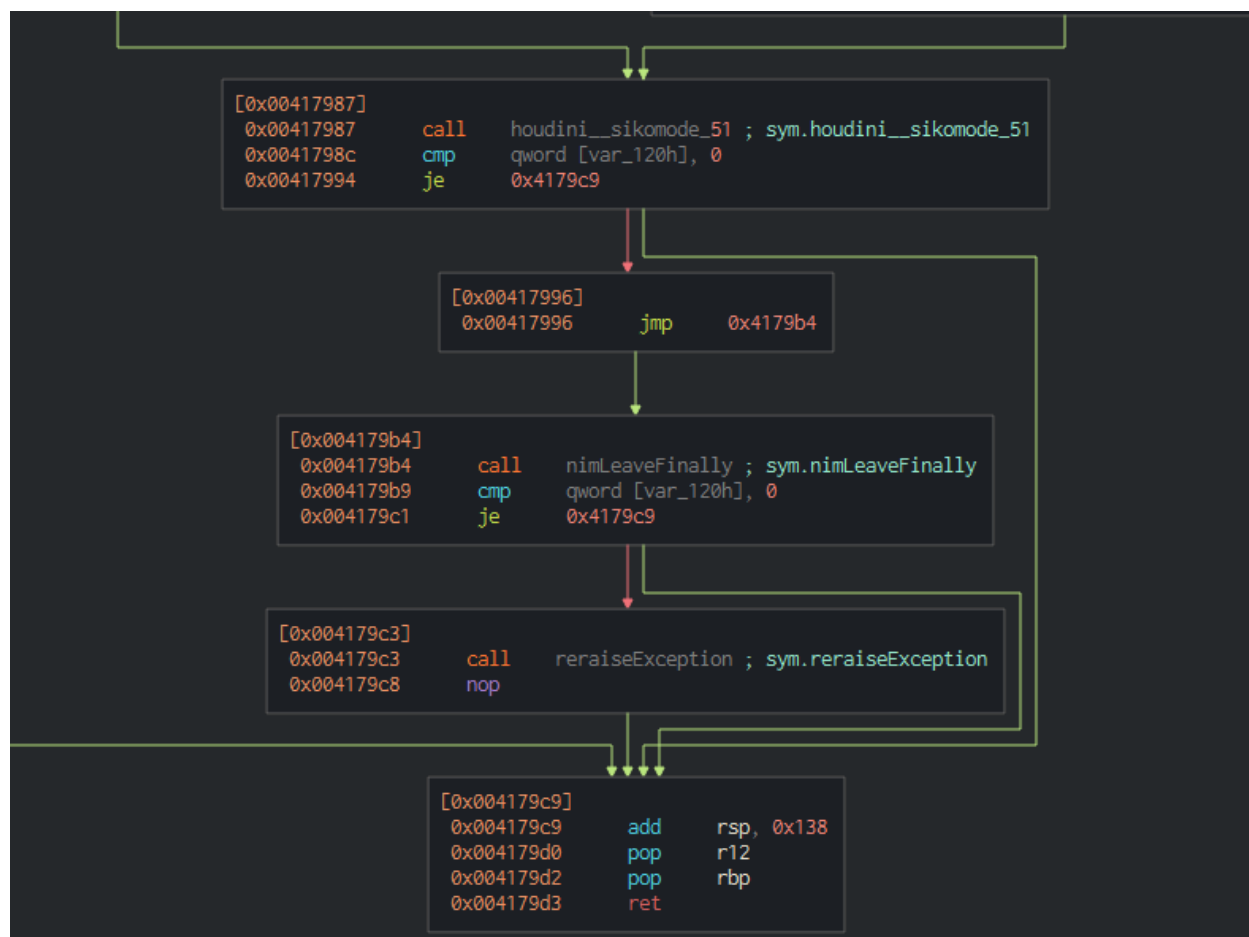 [0x00417987]
0x00417987 call houdini__sikomode_51 ; sym.houdini__sikomode_51
0x0041798c cmp qword [var_120h], 0
0x00417994 je 0x4179c9
[0x00417996]
0x00417996 jmp 0x4179b4
[0x004179b4]
0x004179b4 call nimLeaveFinally ; sym.nimLeaveFinally
0x004179b9 cmp qword [var_120h], 0
0x004179c1 je 0x4179c9
[0x004179c3]
0x004179c3 call reraiseException ; sym.reraiseException
0x004179c8 nop
[0x004179c9]
0x004179c9 add rsp, 0x138
0x004179d0 pop r12
0x004179d2 pop rbp
0x004179d3 ret